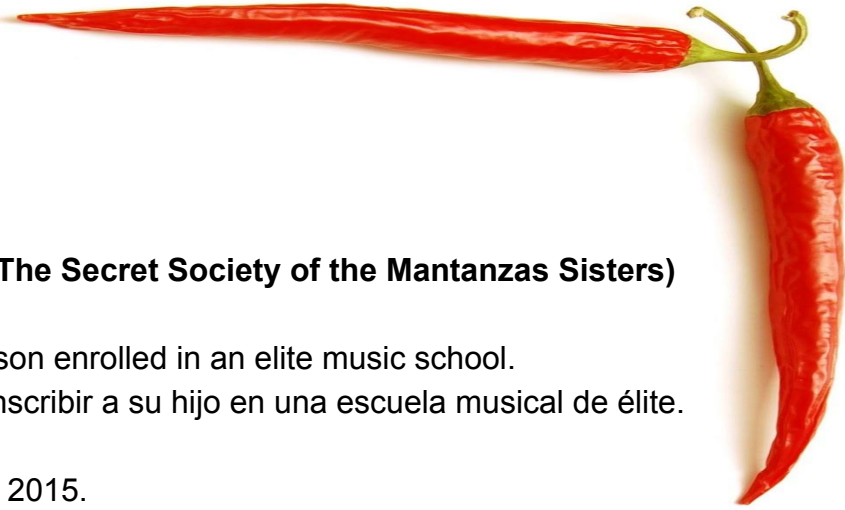 The Secret Society of the Mantanzas Sisters)
son enrolled in an elite music school.
nscribir a su hijo en una escuela musical de élite.
2015.